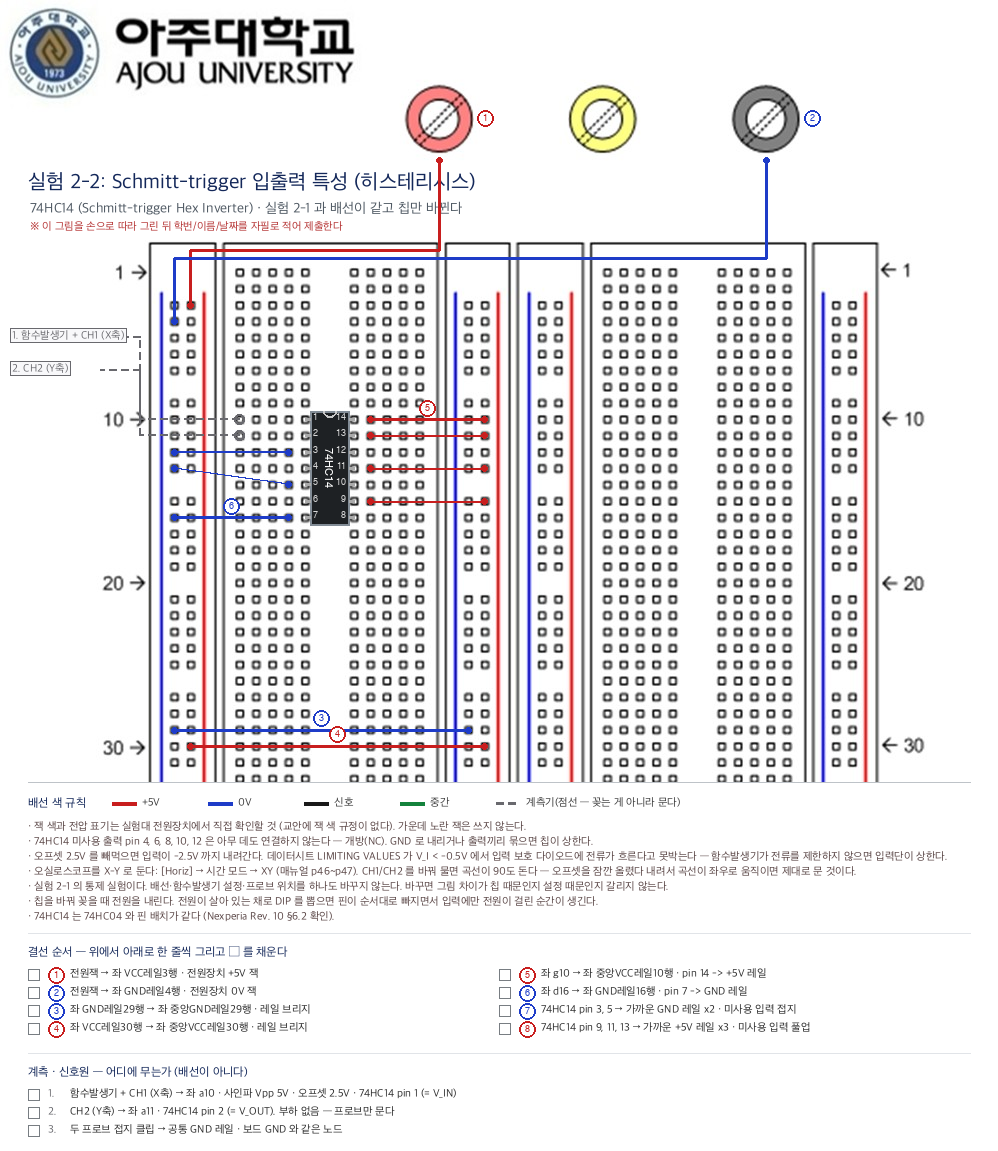 아주대학교
AJOU UNIVERSITY
아주대학교
1973
AJOU UNIVERSITY
1
2
실험 2-2: Schmitt-trigger 입출력 특성 (히스테리시스)
74HC14 (Schmitt-trigger Hex Inverter) · 실험 2-1 과 배선이 같고 칩만 바뀐다
※ 이 그림을 손으로 따라 그린 뒤 학번/이름/날짜를 자필로 적어 제출한다
1 →
← 1
1. 함수발생기 + CH1 (X축)
2. CH2 (Y축)
10 →
← 10
5
1 14
2 13
3 12
4 11
5 10
6 9
7 8
74HC14
6
20 →
← 20
3
4
30 →
← 30
배선 색 규칙 +5V 0V 신호 중간 계측기(점선 — 꽂는 게 아니라 문다)
· 잭 색과 전압 표기는 실험대 전원장치에서 직접 확인할 것 (교안에 잭 색 규정이 없다). 가운데 노란 잭은 쓰지 않는다.
· 74HC14 미사용 출력 pin 4, 6, 8, 10, 12 은 아무 데도 연결하지 않는다 — 개방(NC). GND 로 내리거나 출력끼리 묶으면 칩이 상한다.
· 오프셋 2.5V 를 빼먹으면 입력이 -2.5V 까지 내려간다. 데이터시트 LIMITING VALUES 가 V_I < -0.5V 에서 입력 보호 다이오드에 전류가 흐른다고 못박는다 — 함수발생기가 전류를 제한하지 않으면 입력단이 상한다.
· 오실로스코프를 X-Y 로 둔다: [Horiz] → 시간 모드 → XY (매뉴얼 p46~p47). CH1/CH2 를 바꿔 물면 곡선이 90도 돈다 — 오프셋을 잠깐 올렸다 내려서 곡선이 좌우로 움직이면 제대로 문 것이다.
· 실험 2-1 의 통제 실험이다. 배선·함수발생기 설정·프로브 위치를 하나도 바꾸지 않는다. 바꾸면 그림 차이가 칩 때문인지 설정 때문인지 갈리지 않는다.
· 칩을 바꿔 꽂을 때 전원을 내린다. 전원이 살아 있는 채로 DIP 를 뽑으면 핀이 순서대로 빠지면서 입력에만 전원이 걸린 순간이 생긴다.
· 74HC14 는 74HC04 와 핀 배치가 같다 (Nexperia Rev. 10 §6.2 확인).
결선 순서 — 위에서 아래로 한 줄씩 그리고 □ 를 채운다
1 전원잭 → 좌 VCC레일3행 · 전원장치 +5V 잭
2 전원잭 → 좌 GND레일4행 · 전원장치 0V 잭
3 좌 GND레일29행 → 좌 중앙GND레일29행 · 레일 브리지
4 좌 VCC레일30행 → 좌 중앙VCC레일30행 · 레일 브리지
5 좌 g10 → 좌 중앙VCC레일10행 · pin 14 -> +5V 레일
6 좌 d16 → 좌 GND레일16행 · pin 7 -> GND 레일
7 74HC14 pin 3, 5 → 가까운 GND 레일 x2 · 미사용 입력 접지
8 74HC14 pin 9, 11, 13 → 가까운 +5V 레일 x3 · 미사용 입력 풀업
계측 · 신호원 — 어디에 무는가 (배선이 아니다)
1. 함수발생기 + CH1 (X축) → 좌 a10 · 사인파 Vpp 5V · 오프셋 2.5V · 74HC14 pin 1 (= V_IN)
2. CH2 (Y축) → 좌 a11 · 74HC14 pin 2 (= V_OUT). 부하 없음 — 프로브만 문다
3. 두 프로브 접지 클립 → 공통 GND 레일 · 보드 GND 와 같은 노드